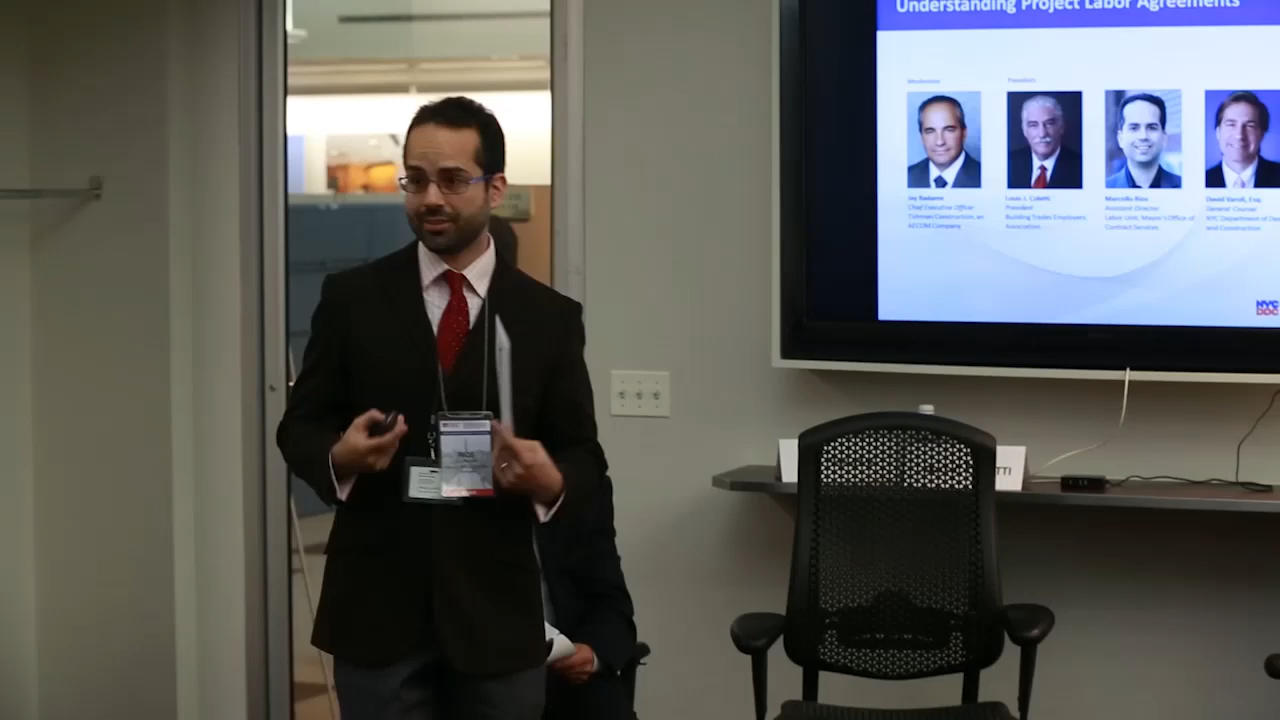 Understanding Project Labor Agreements
Moderator
Panelists
Jay Badame
Chief Executive Officer
Tishman Construction, an
AECOM Company
Louis J. Coletti
President
Building Trades Employers
Association
Marcello Rios
Assistant Director
Labor Unit, Mayor's Office of
Contract Services
David Varoli, Esq.
General Counsel
NYC Department of Des
and Construction
NYC
DDC
TTI